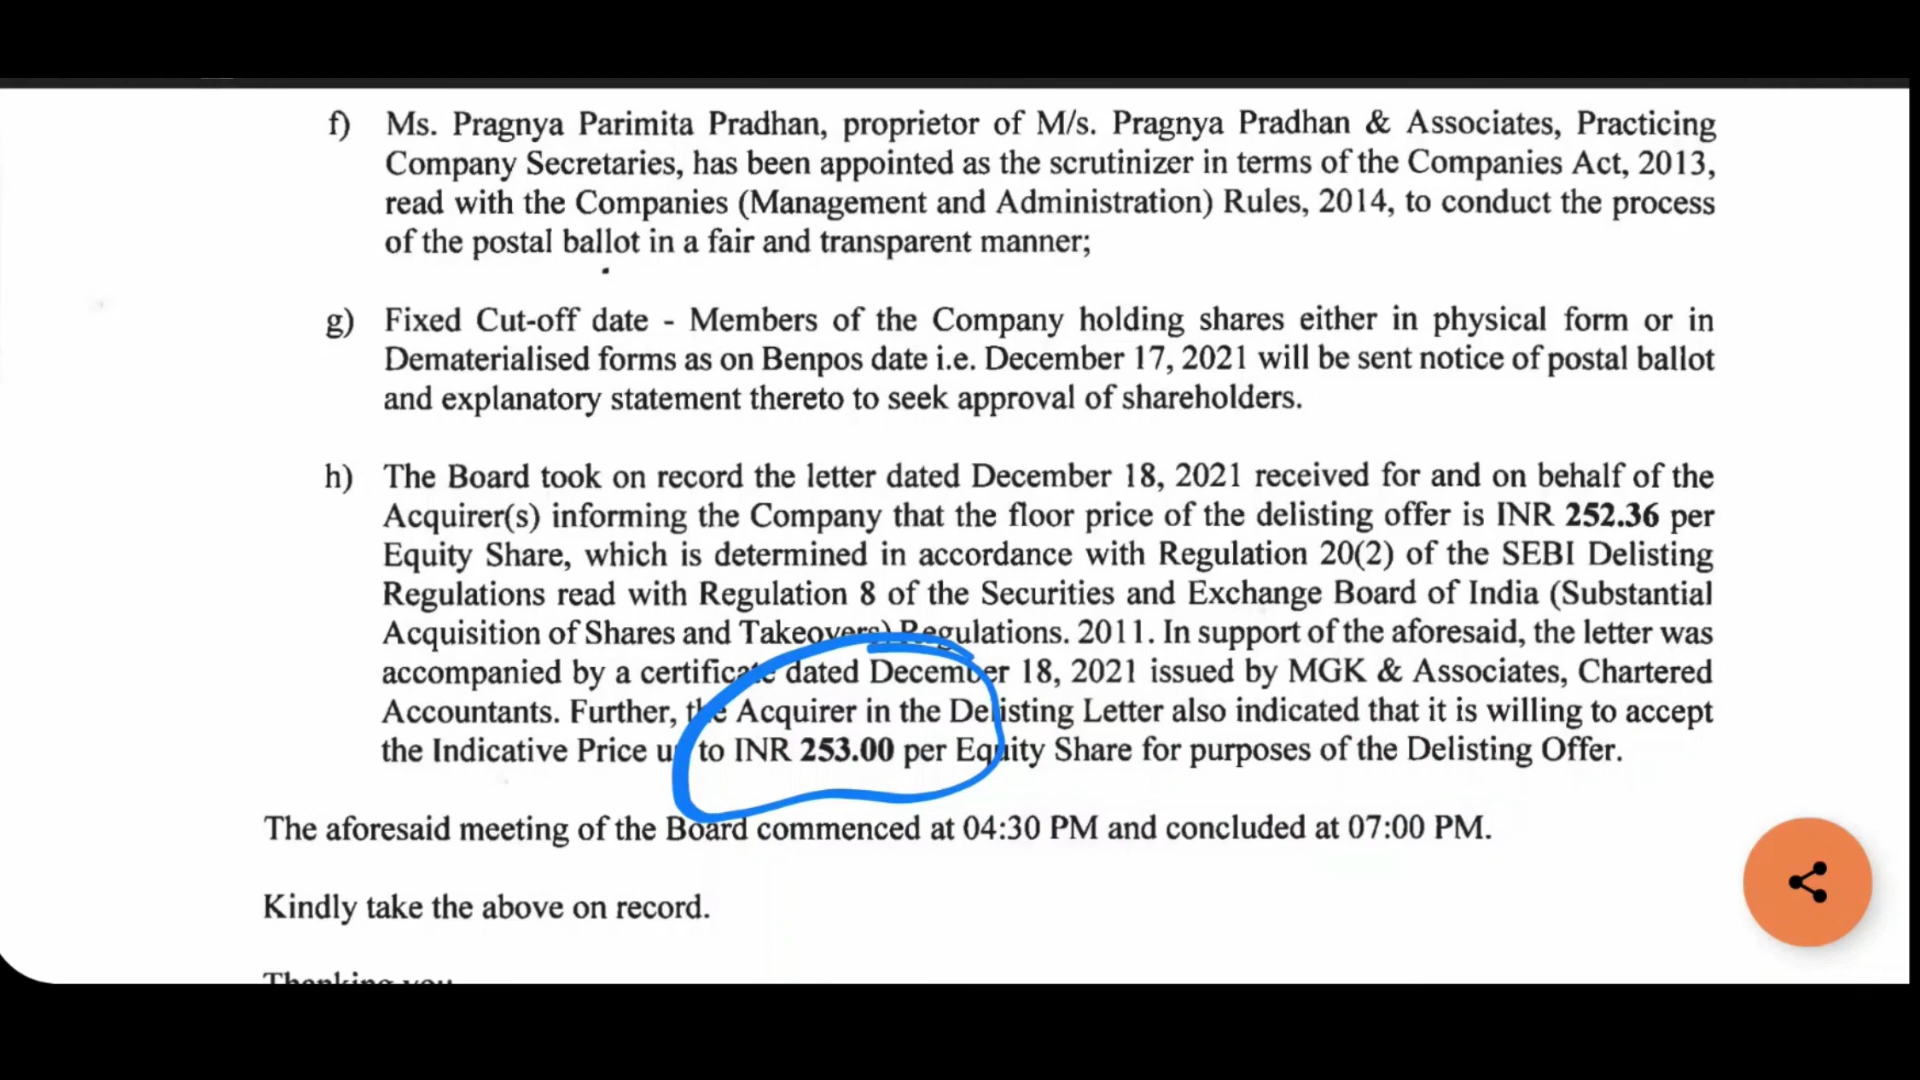 f) Ms. Pragnya Parimita Pradhan, proprietor of M/s. Pragnya Pradhan & Associates, Practicing
Company Secretaries, has been appointed as the scrutinizer in terms of the Companies Act, 2013,
read with the Companies (Management and Administration) Rules, 2014, to conduct the process
of the postal ballot in a fair and transparent manner;
g) Fixed Cut-off date - Members of the Company holding shares either in physical form or in
Dematerialised forms as on Benpos date i.e. December 17, 2021 will be sent notice of postal ballot
and explanatory statement thereto to seek approval of shareholders.
h) The Board took on record the letter dated December 18, 2021 received for and on behalf of the
Acquirer(s) informing the Company that the floor price of the delisting offer is INR 252.36 per
Equity Share, which is determined in accordance with Regulation 20(2) of the SEBI Delisting
Regulations read with Regulation 8 of the Securities and Exchange Board of India (Substantial
Acquisition of Shares and Takeovers) Regulations. 2011. In support of the aforesaid, the letter was
accompanied by a certificate dated December 18, 2021 issued by MGK & Associates, Chartered
Accountants. Further, the Acquirer in the Delisting Letter also indicated that it is willing to accept
the Indicative Price up to INR 253.00 per Equity Share for purposes of the Delisting Offer.
The aforesaid meeting of the Board commenced at 04:30 PM and concluded at 07:00 PM.
Kindly take the above on record.
Thanking you